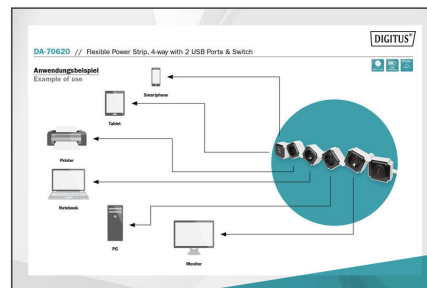 DIGITUS®
DA-70620 // Flexible Power Strip, 4-way with 2 USB Ports & Switch
Anwendungsbeispiel
Example of use
Smartphone
Tablet
Printer
Notebook
PC
Monitor